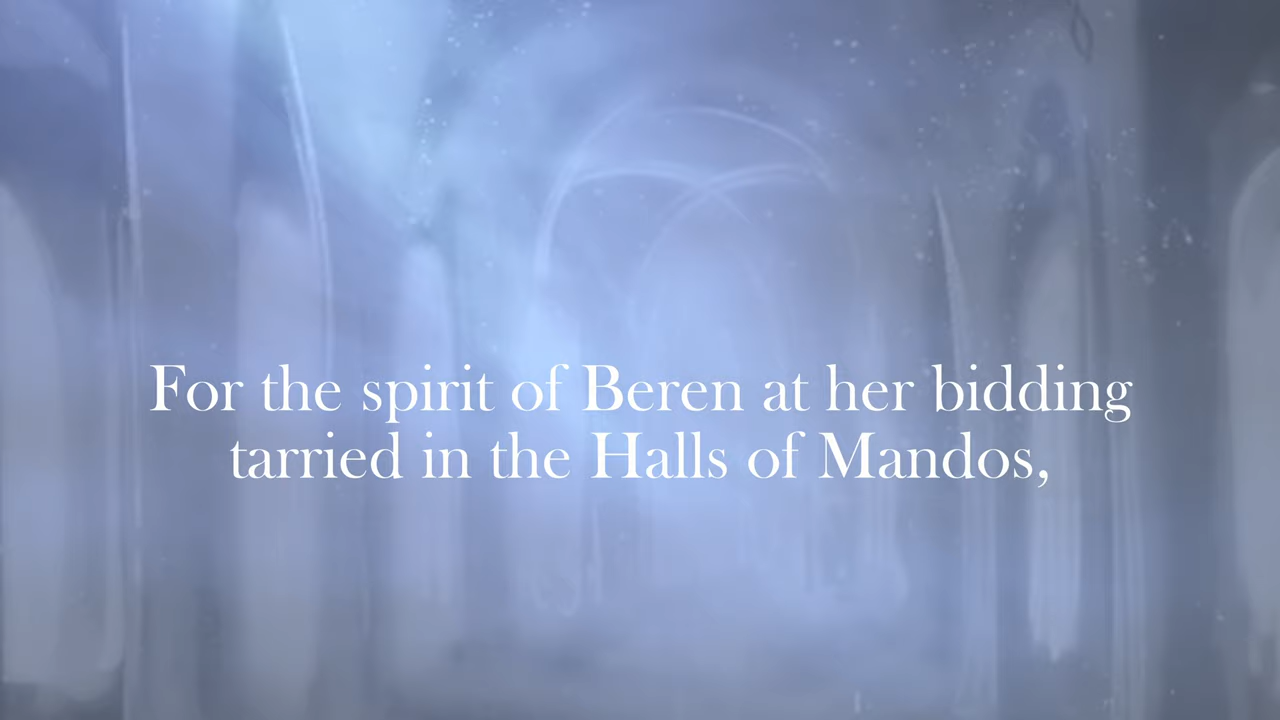 For the spirit of Beren at her bidding
tarried in the Halls of Mandos,